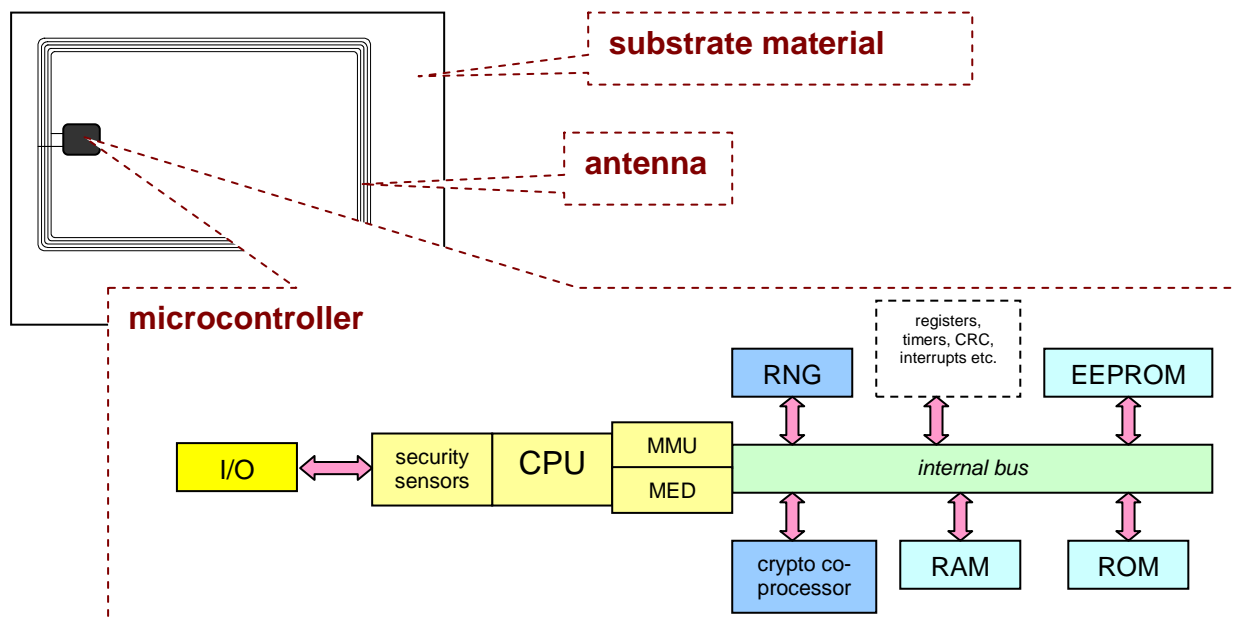 substrate material
antenna
microcontroller
registers,
timers, CRC,
interrupts etc.
RNG
EEPROM
I/O
security
sensors
CPU
MMU
MED
internal bus
crypto co-
processor
RAM
ROM